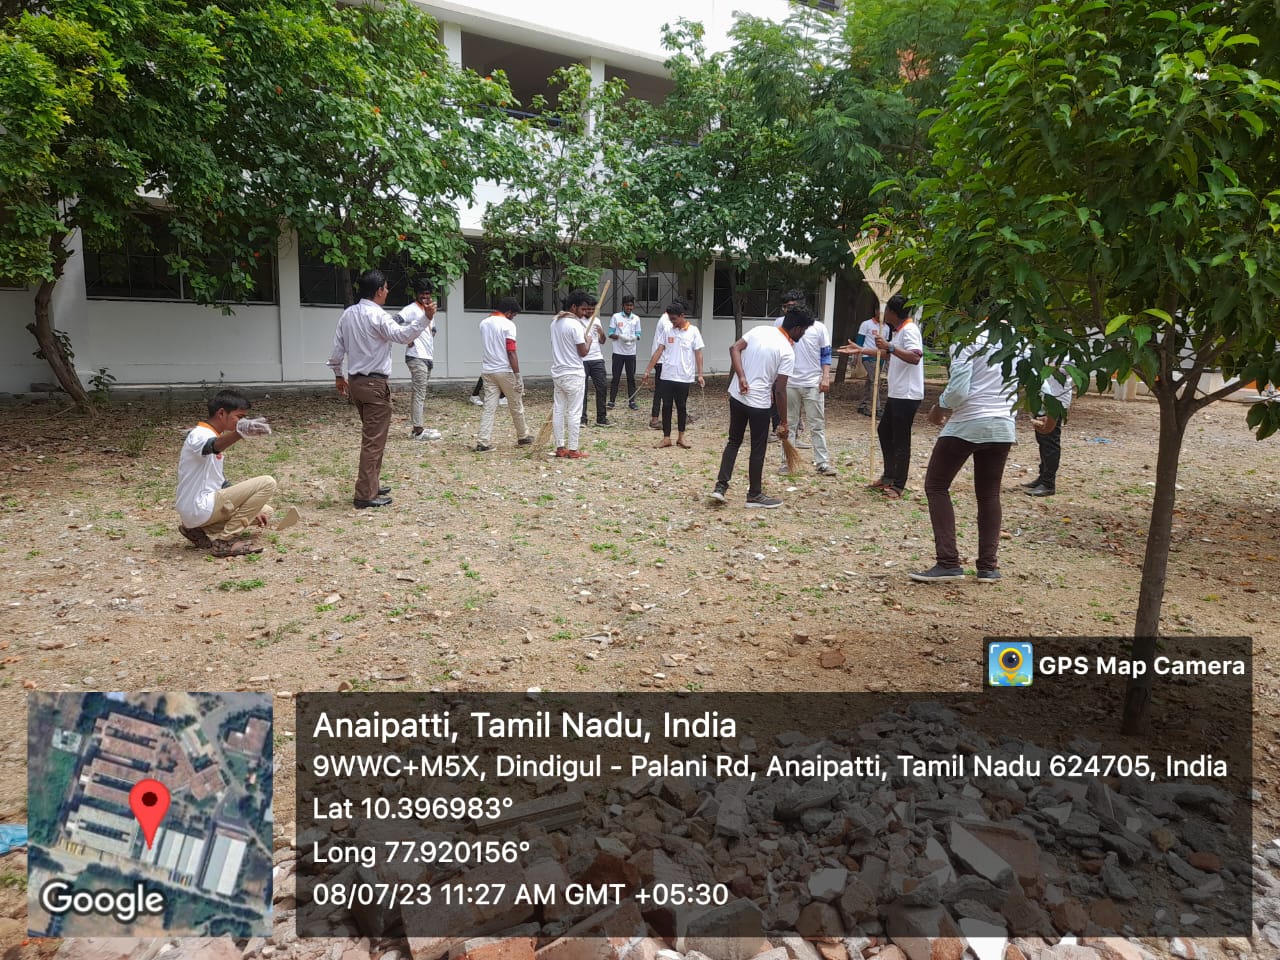 GPS Map Camera
Anaipatti, Tamil Nadu, India
9WWC+M5X, Dindigul - Palani Rd, Anaipatti, Tamil Nadu 624705, India
Lat 10.396983°
Long 77.920156°
08/07/23 11:27 AM GMT +05:30
Google